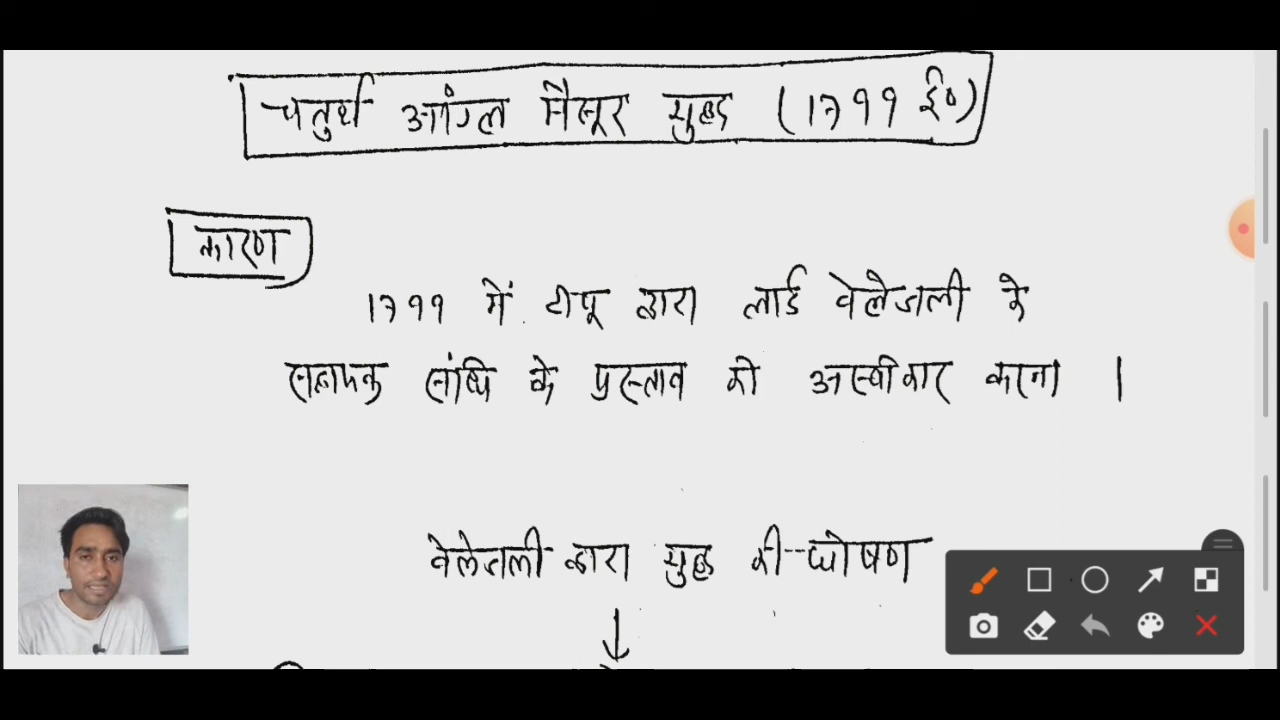 चतुर्थ आंग्ल मैसूर युद्ध (1799 ई०)
कारण
1799 में टीपू द्वारा लार्ड वेलेजली के
सहायक संधि के प्रस्ताव को अस्वीकार करना ।
वेलेजली द्वारा युद्ध की घोषणा